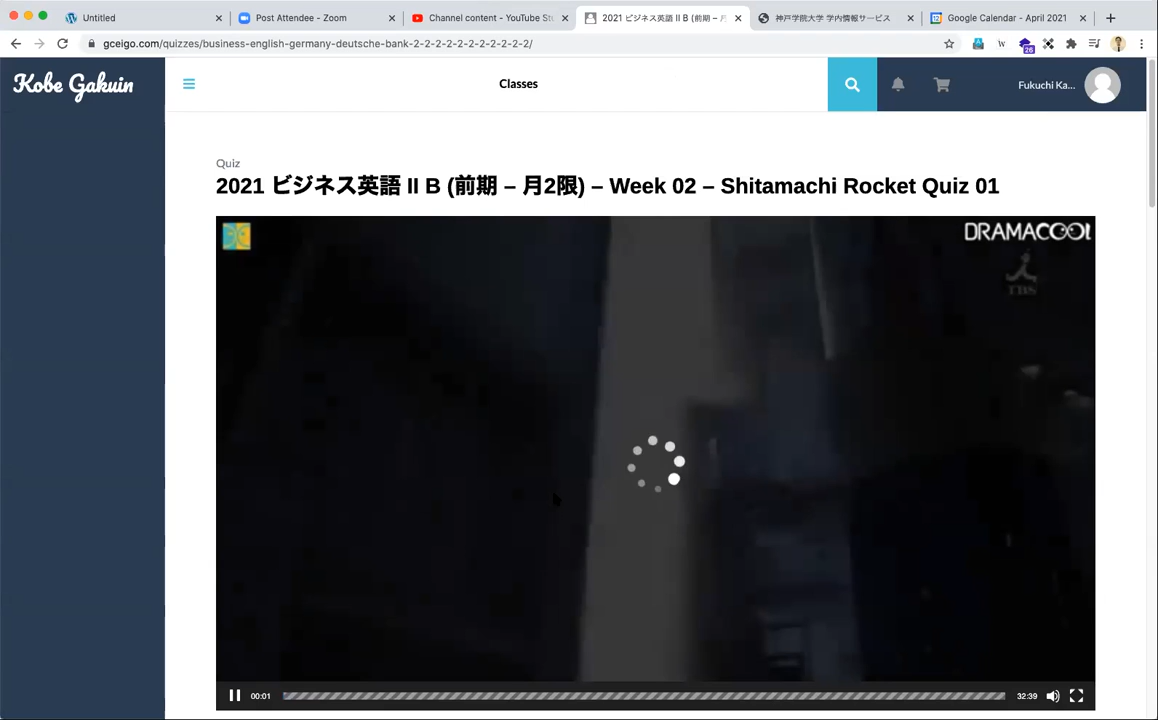 Untitled
Post Attendee - Zoom
Channel content - YouTube Stu
2021 ビジネス英語 II B (前期 – 月
神戸学院大学 学内情報サービス
Google Calendar - April 2021
gceigo.com/quizzes/business-english-germany-deutsche-bank-2-2-2-2-2-2-2-2-2-2-2/
W
26
Kobe Gakuin
Classes
Fukuchi Ka...
Quiz
2021 ビジネス英語 II B (前期 – 月2限) – Week 02 – Shitamachi Rocket Quiz 01
DRAMACOOL
TBS
00:01
32:39